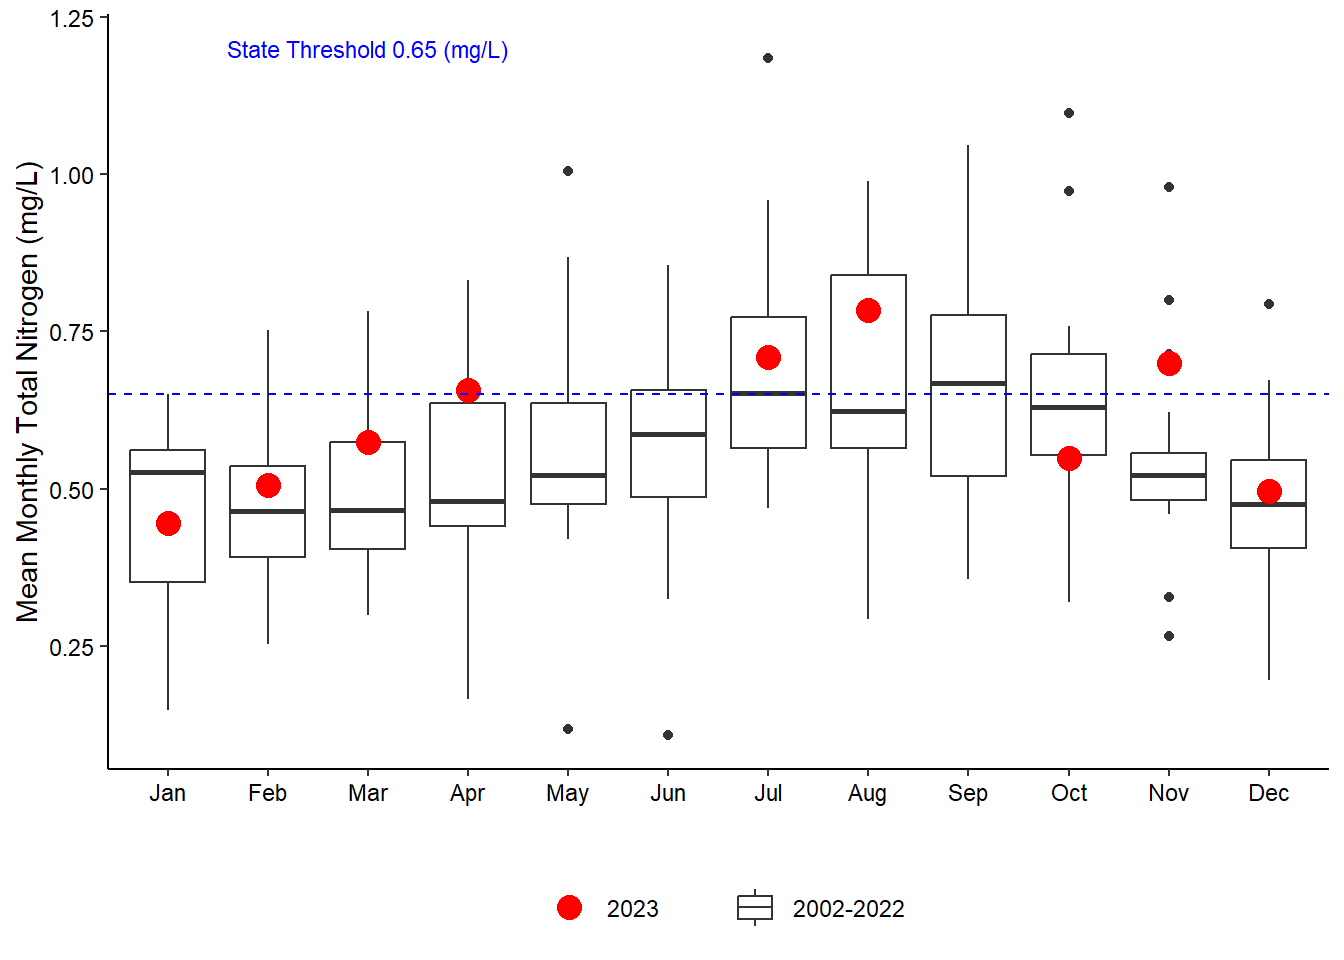 State Threshold 0.65 (mg/L)
Mean Monthly Total Nitrogen (mg/L)
1.25
1.00
0.75
0.50
0.25
Jan Feb Mar Apr May Jun Jul Aug Sep Oct Nov Dec
2023 2002-2022